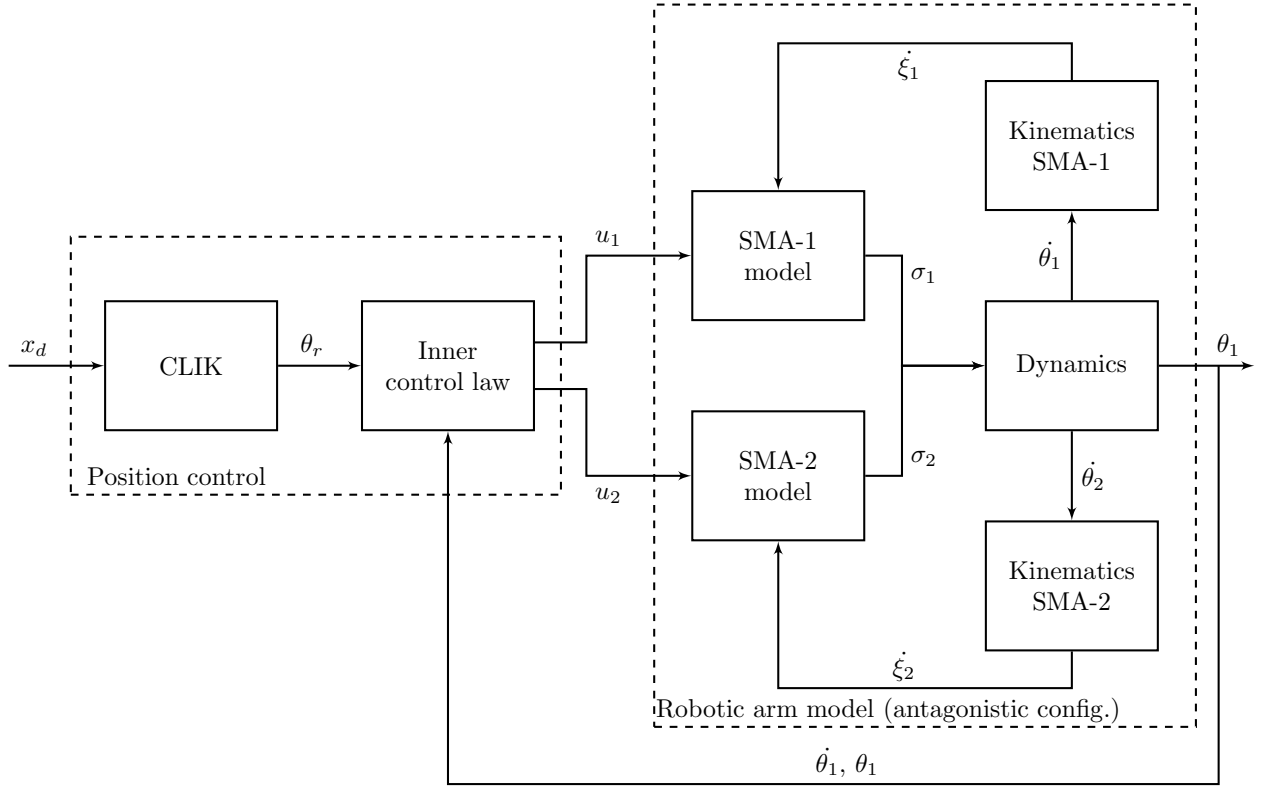 ξ̇₁
Kinematics
SMA-1
u₁
SMA-1
model
σ₁
θ̇₁
x_d
CLIK
θᵣ
Inner
control law
Dynamics
θ₁
Position control
u₂
SMA-2
model
σ₂
θ̇₂
Kinematics
SMA-2
ξ̇₂
Robotic arm model (antagonistic config.)
θ̇₁, θ₁